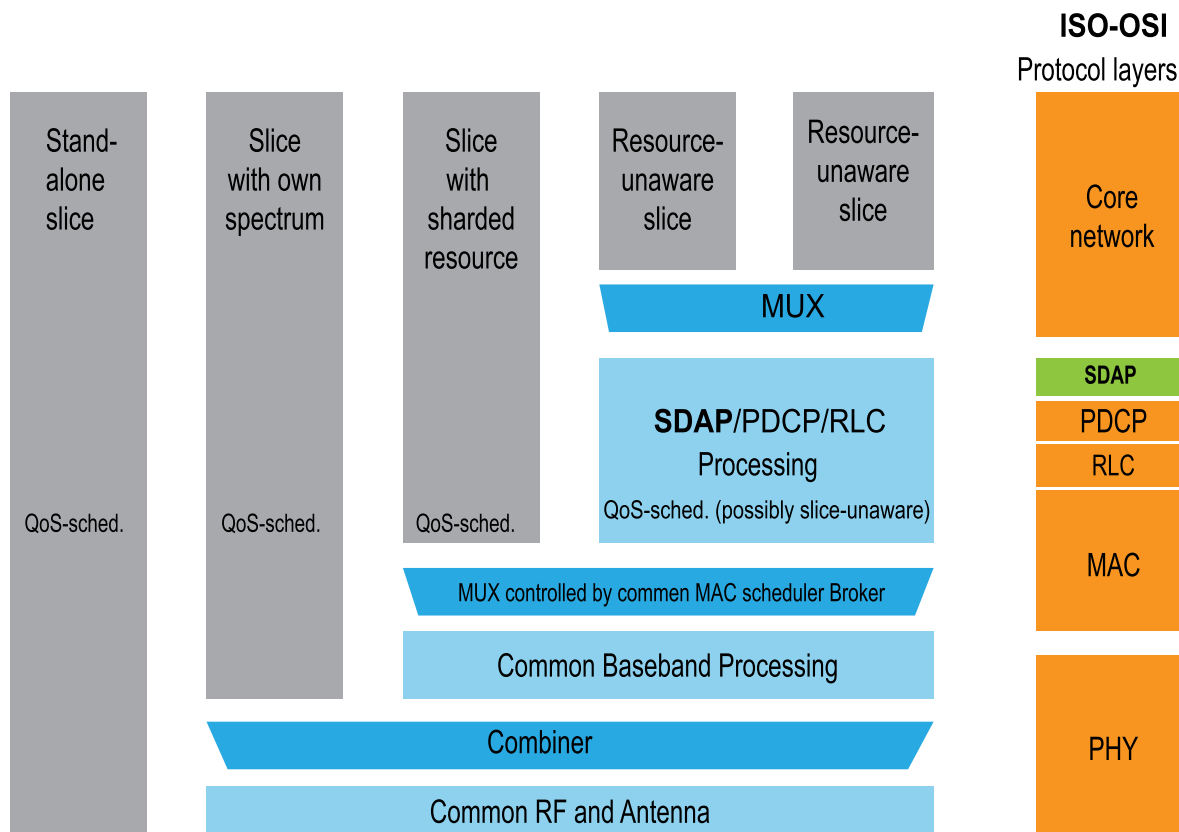 ISO-OSI
Protocol layers
Stand-
alone
slice
QoS-sched.
Slice
with own
spectrum
QoS-sched.
Slice
with
sharded
resource
QoS-sched.
Resource-
unaware
slice
Resource-
unaware
slice
MUX
SDAP/PDCP/RLC
Processing
QoS-sched. (possibly slice-unaware)
MUX controlled by commen MAC scheduler Broker
Common Baseband Processing
Combiner
Common RF and Antenna
Core
network
SDAP
PDCP
RLC
MAC
PHY